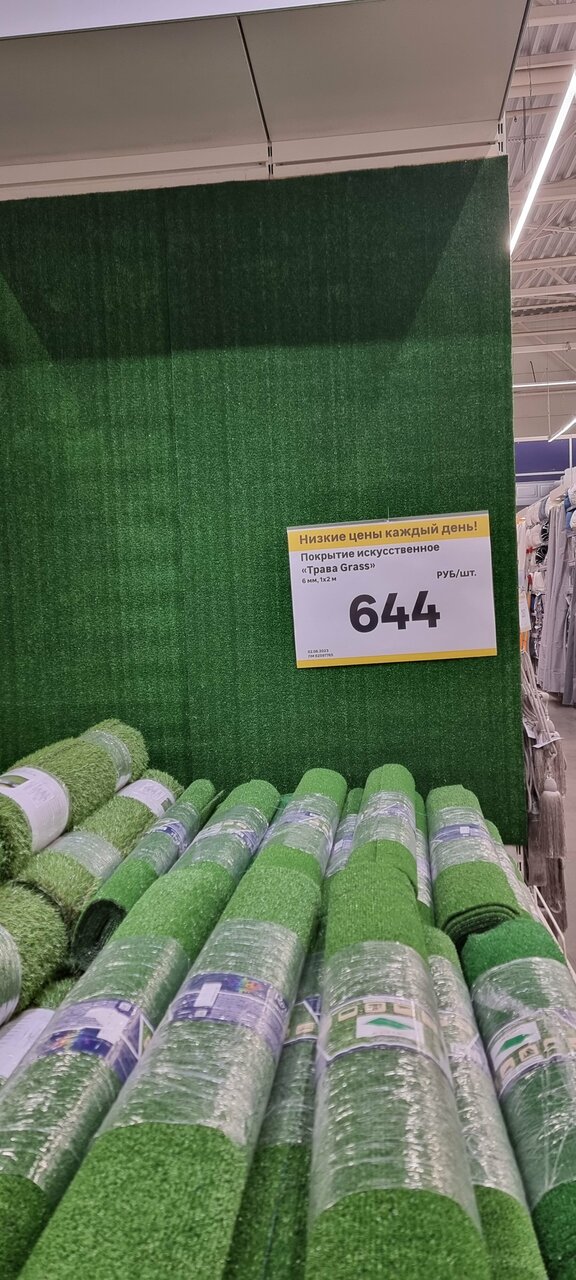 Низкие цены каждый день!
Покрытие искусственное
«Трава Grass»
6 мм, 1х2 м
РУБ/шт.
644